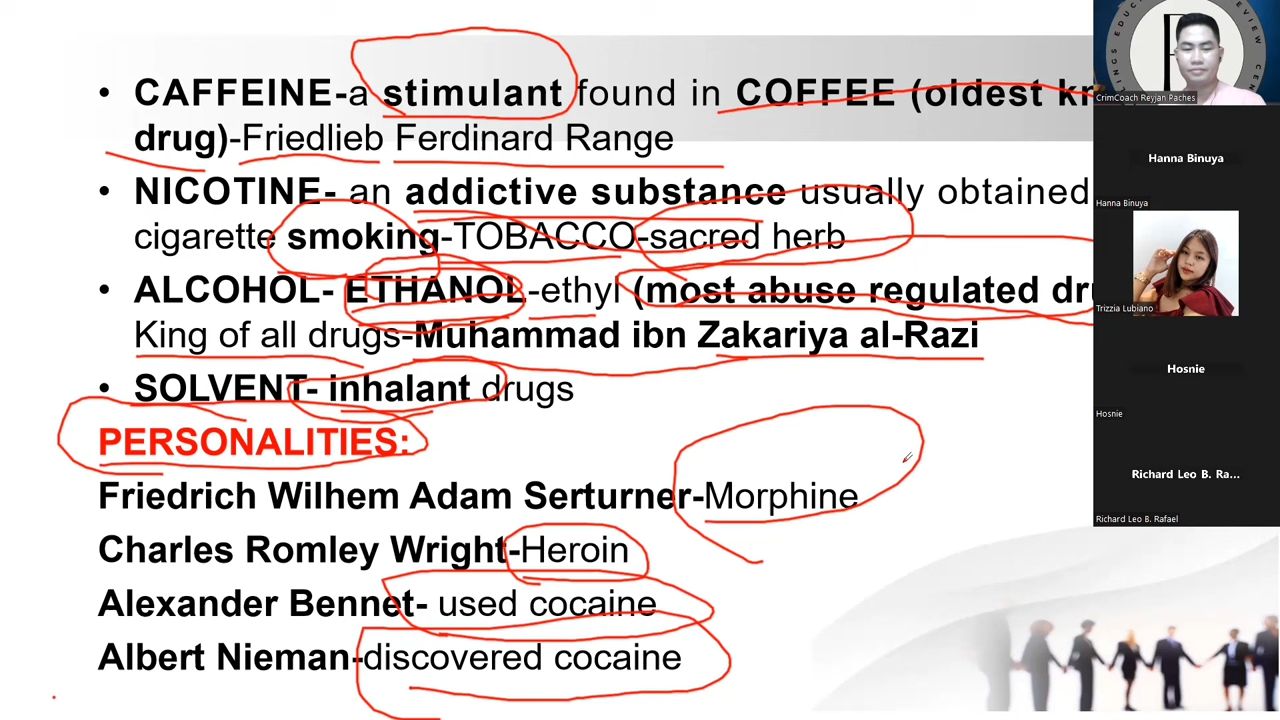 • CAFFEINE-a stimulant found in COFFEE (oldest
drug)-Friedlieb Ferdinard Range
• NICOTINE- an addictive substance usually obtained
cigarette smoking-TOBACCO-sacred herb
• ALCOHOL- ETHANOL-ethyl (most abuse regulated
King of all drugs-Muhammad ibn Zakariya al-Razi
• SOLVENT- inhalant drugs
PERSONALITIES:
Friedrich Wilhem Adam Serturner-Morphine
Charles Romley Wright-Heroin
Alexander Bennet- used cocaine
Albert Nieman-discovered cocaine
CrimCoach Reyjan Paches
Hanna Binuya
Hanna Binuya
Trizzia Lubiano
Hosnie
Hosnie
Richard Leo B. Ra...
Richard Leo B. Rafael